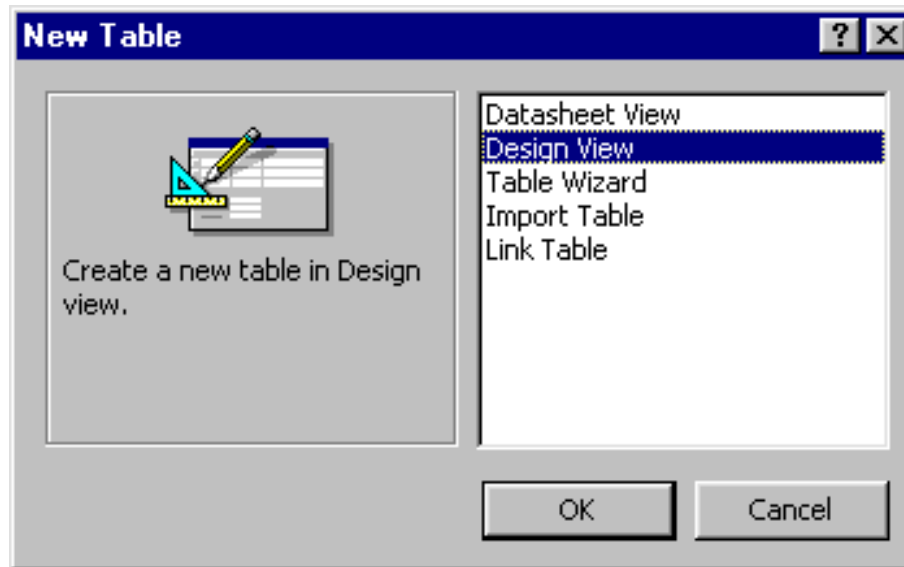 New Table
Create a new table in Design
view.
Datasheet View
Design View
Table Wizard
Import Table
Link Table
OK
Cancel